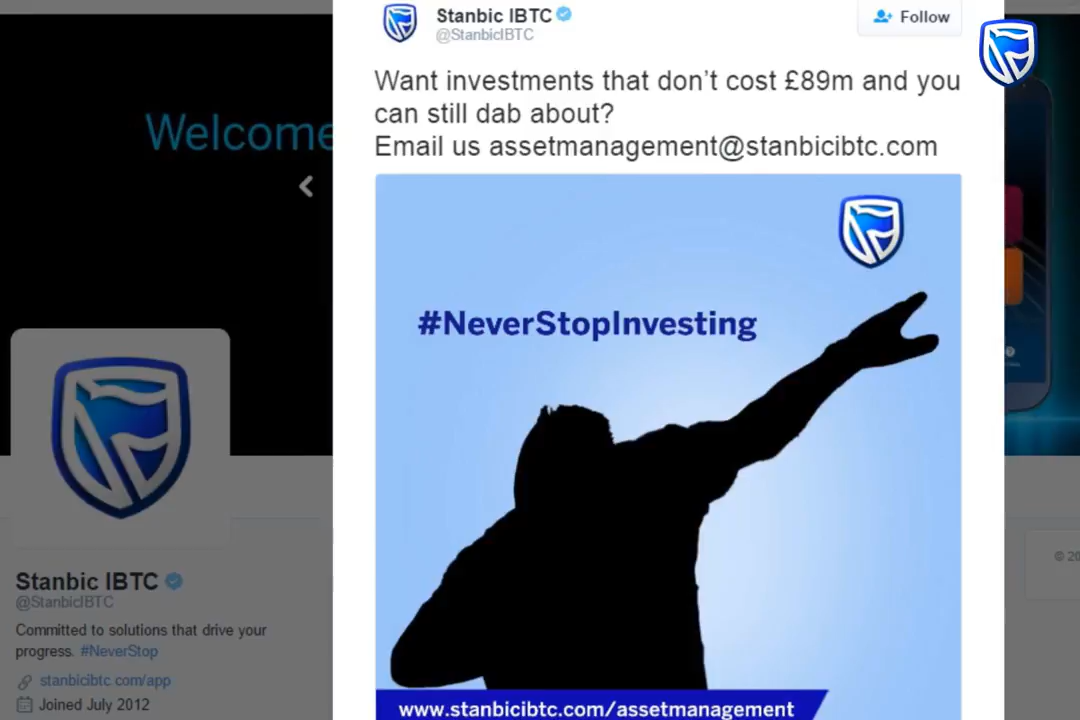 Stanbic IBTC
@StanbicIBTC
Follow
Want investments that don't cost £89m and you
can still dab about?
Email us assetmanagement@stanbicibtc.com
Welcome
#NeverStopInvesting
www.stanbicibtc.com/assetmanagement
Stanbic IBTC
@StanbicIBTC
Committed to solutions that drive your
progress. #NeverStop
stanbicibtc.com/app
Joined July 2012
© 20